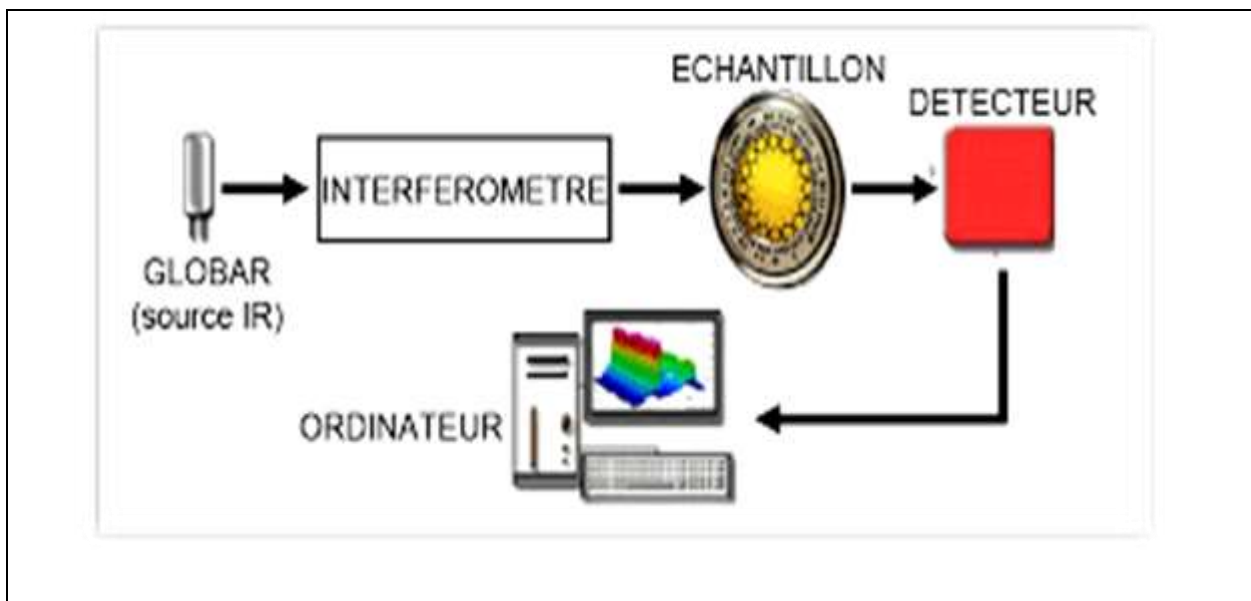 ECHANTILLON
DETECTEUR
INTERFEROMETRE
GLOBAR
(source IR)
ORDINATEUR